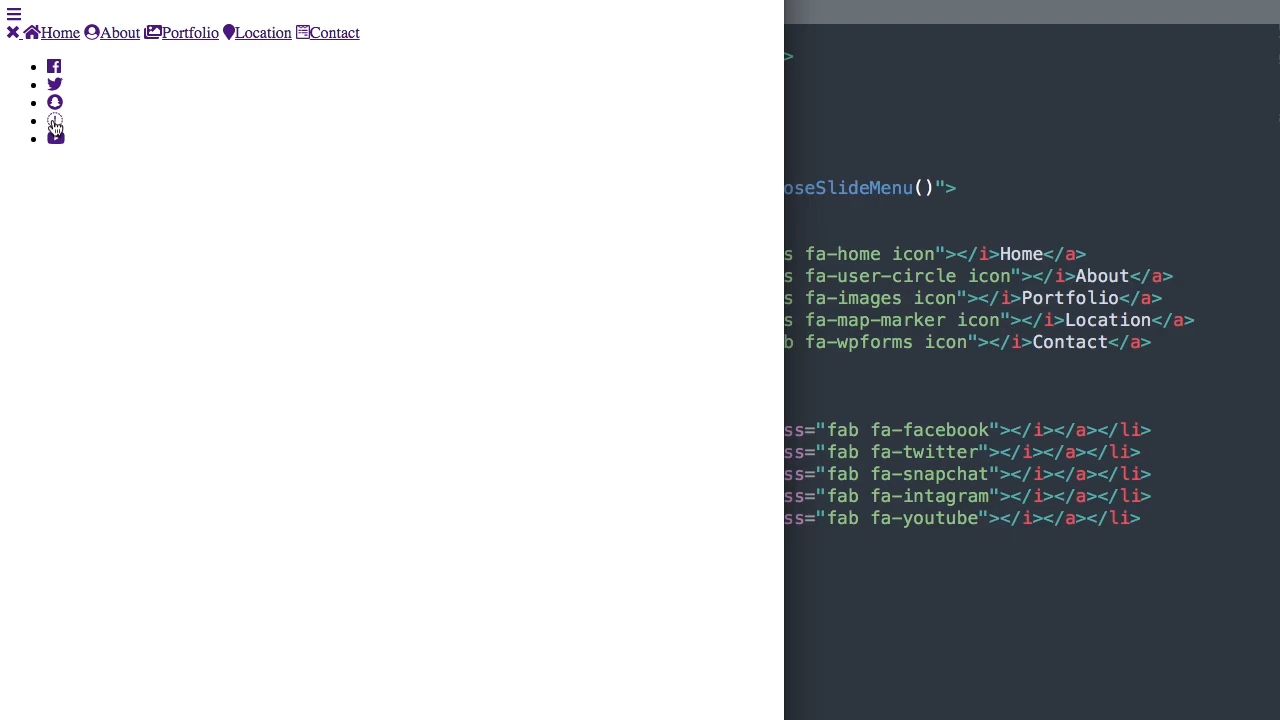 Home About Portfolio Location Contact
>
oseSlideMenu()">
s fa-home icon"></i>Home</a>
s fa-user-circle icon"></i>About</a>
s fa-images icon"></i>Portfolio</a>
s fa-map-marker icon"></i>Location</a>
b fa-wpforms icon"></i>Contact</a>
ss="fab fa-facebook"></i></a></li>
ss="fab fa-twitter"></i></a></li>
ss="fab fa-snapchat"></i></a></li>
ss="fab fa-intagram"></i></a></li>
ss="fab fa-youtube"></i></a></li>